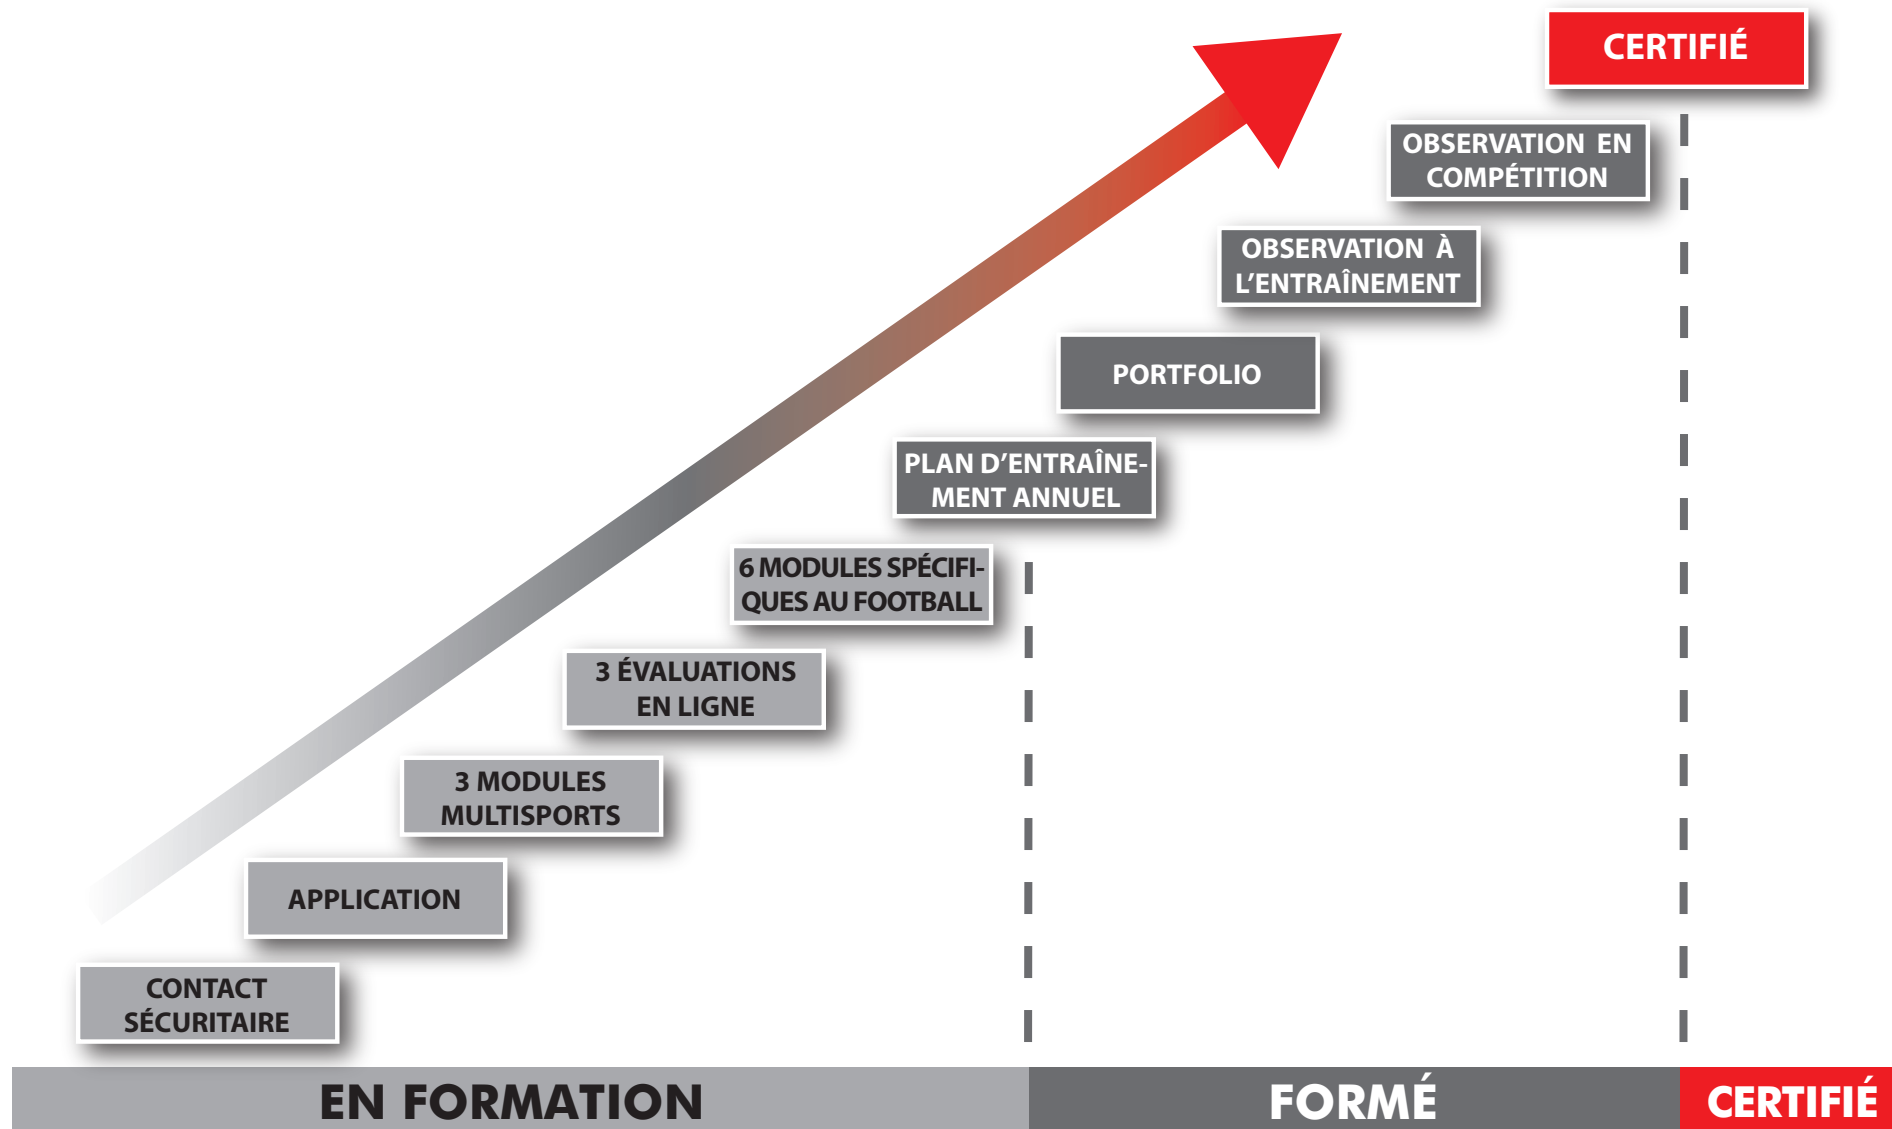 CERTIFIÉ
OBSERVATION EN
COMPÉTITION
OBSERVATION À
L’ENTRAÎNEMENT
PORTFOLIO
PLAN D’ENTRAÎNE-
MENT ANNUEL
6 MODULES SPÉCIFI-
QUES AU FOOTBALL
3 ÉVALUATIONS
EN LIGNE
3 MODULES
MULTISPORTS
APPLICATION
CONTACT
SÉCURITAIRE
EN FORMATION
FORMÉ
CERTIFIÉ